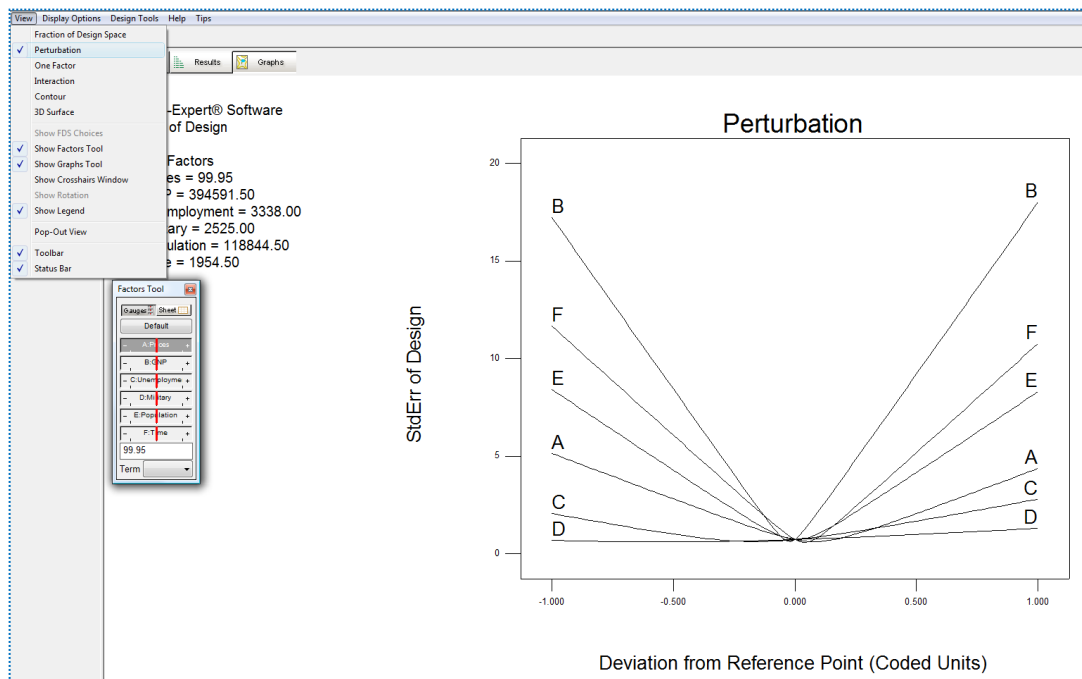 View Display Options Design Tools Help Tips
Fraction of Design Space
Perturbation
One Factor
Interaction
Contour
3D Surface
Show FDS Choices
Show Factors Tool
Show Graphs Tool
Show Crosshairs Window
Show Rotation
Show Legend
Pop-Out View
Toolbar
Status Bar
Results Graphs
-Expert® Software
of Design
Factors
es = 99.95
P = 394591.50
mployment = 3338.00
ary = 2525.00
ulation = 118844.50
e = 1954.50
Factors Tool
Gauges Sheet
Default
A:Prices
B:GNP
C:Unemployme
D:Military
E:Population
F:Time
99.95
Term
Perturbation
StdErr of Design
20
15
10
5
0
B B
F F
E E
A A
C C
D D
-1.000 -0.500 0.000 0.500 1.000
Deviation from Reference Point (Coded Units)